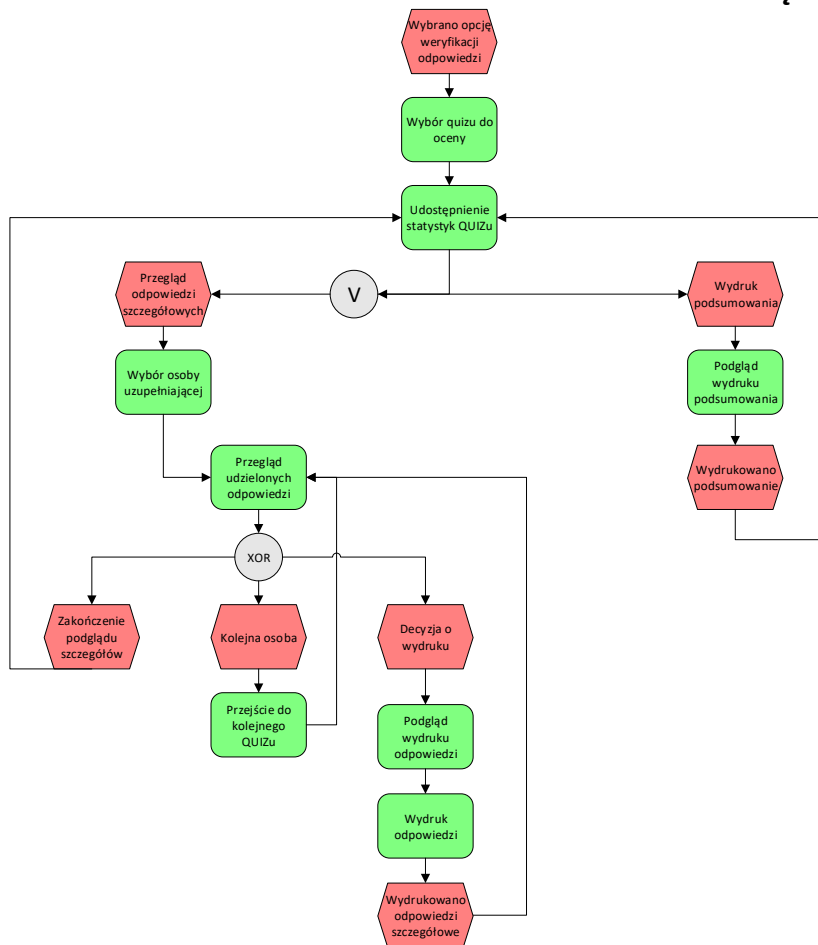 Wybrano opcję
weryfikacji
odpowiedzi
Wybór quizu do
oceny
Udostępnienie
statystyk QUIZu
Przegląd
odpowiedzi
szczegółowych
V
Wydruk
podsumowania
Wybór osoby
uzupełniającej
Podgląd
wydruku
podsumowania
Przegląd
udzielonych
odpowiedzi
Wydrukowano
podsumowanie
XOR
Zakończenie
podglądu
szczegółów
Kolejna osoba
Decyzja o
wydruku
Przejście do
kolejnego
QUIZu
Podgląd
wydruku
odpowiedzi
Wydruk
odpowiedzi
Wydrukowano
odpowiedzi
szczegółowe